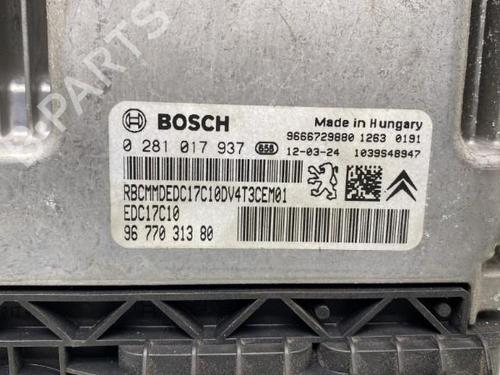 B-PARTS
BOSCH
Made in Hungary
9666729880 1263 0191
0 281 017 937 658
12-03-24 1039S48947
RBCMMDEDC17C10DV4T3CEM01
EDC17C10
96 770 313 80